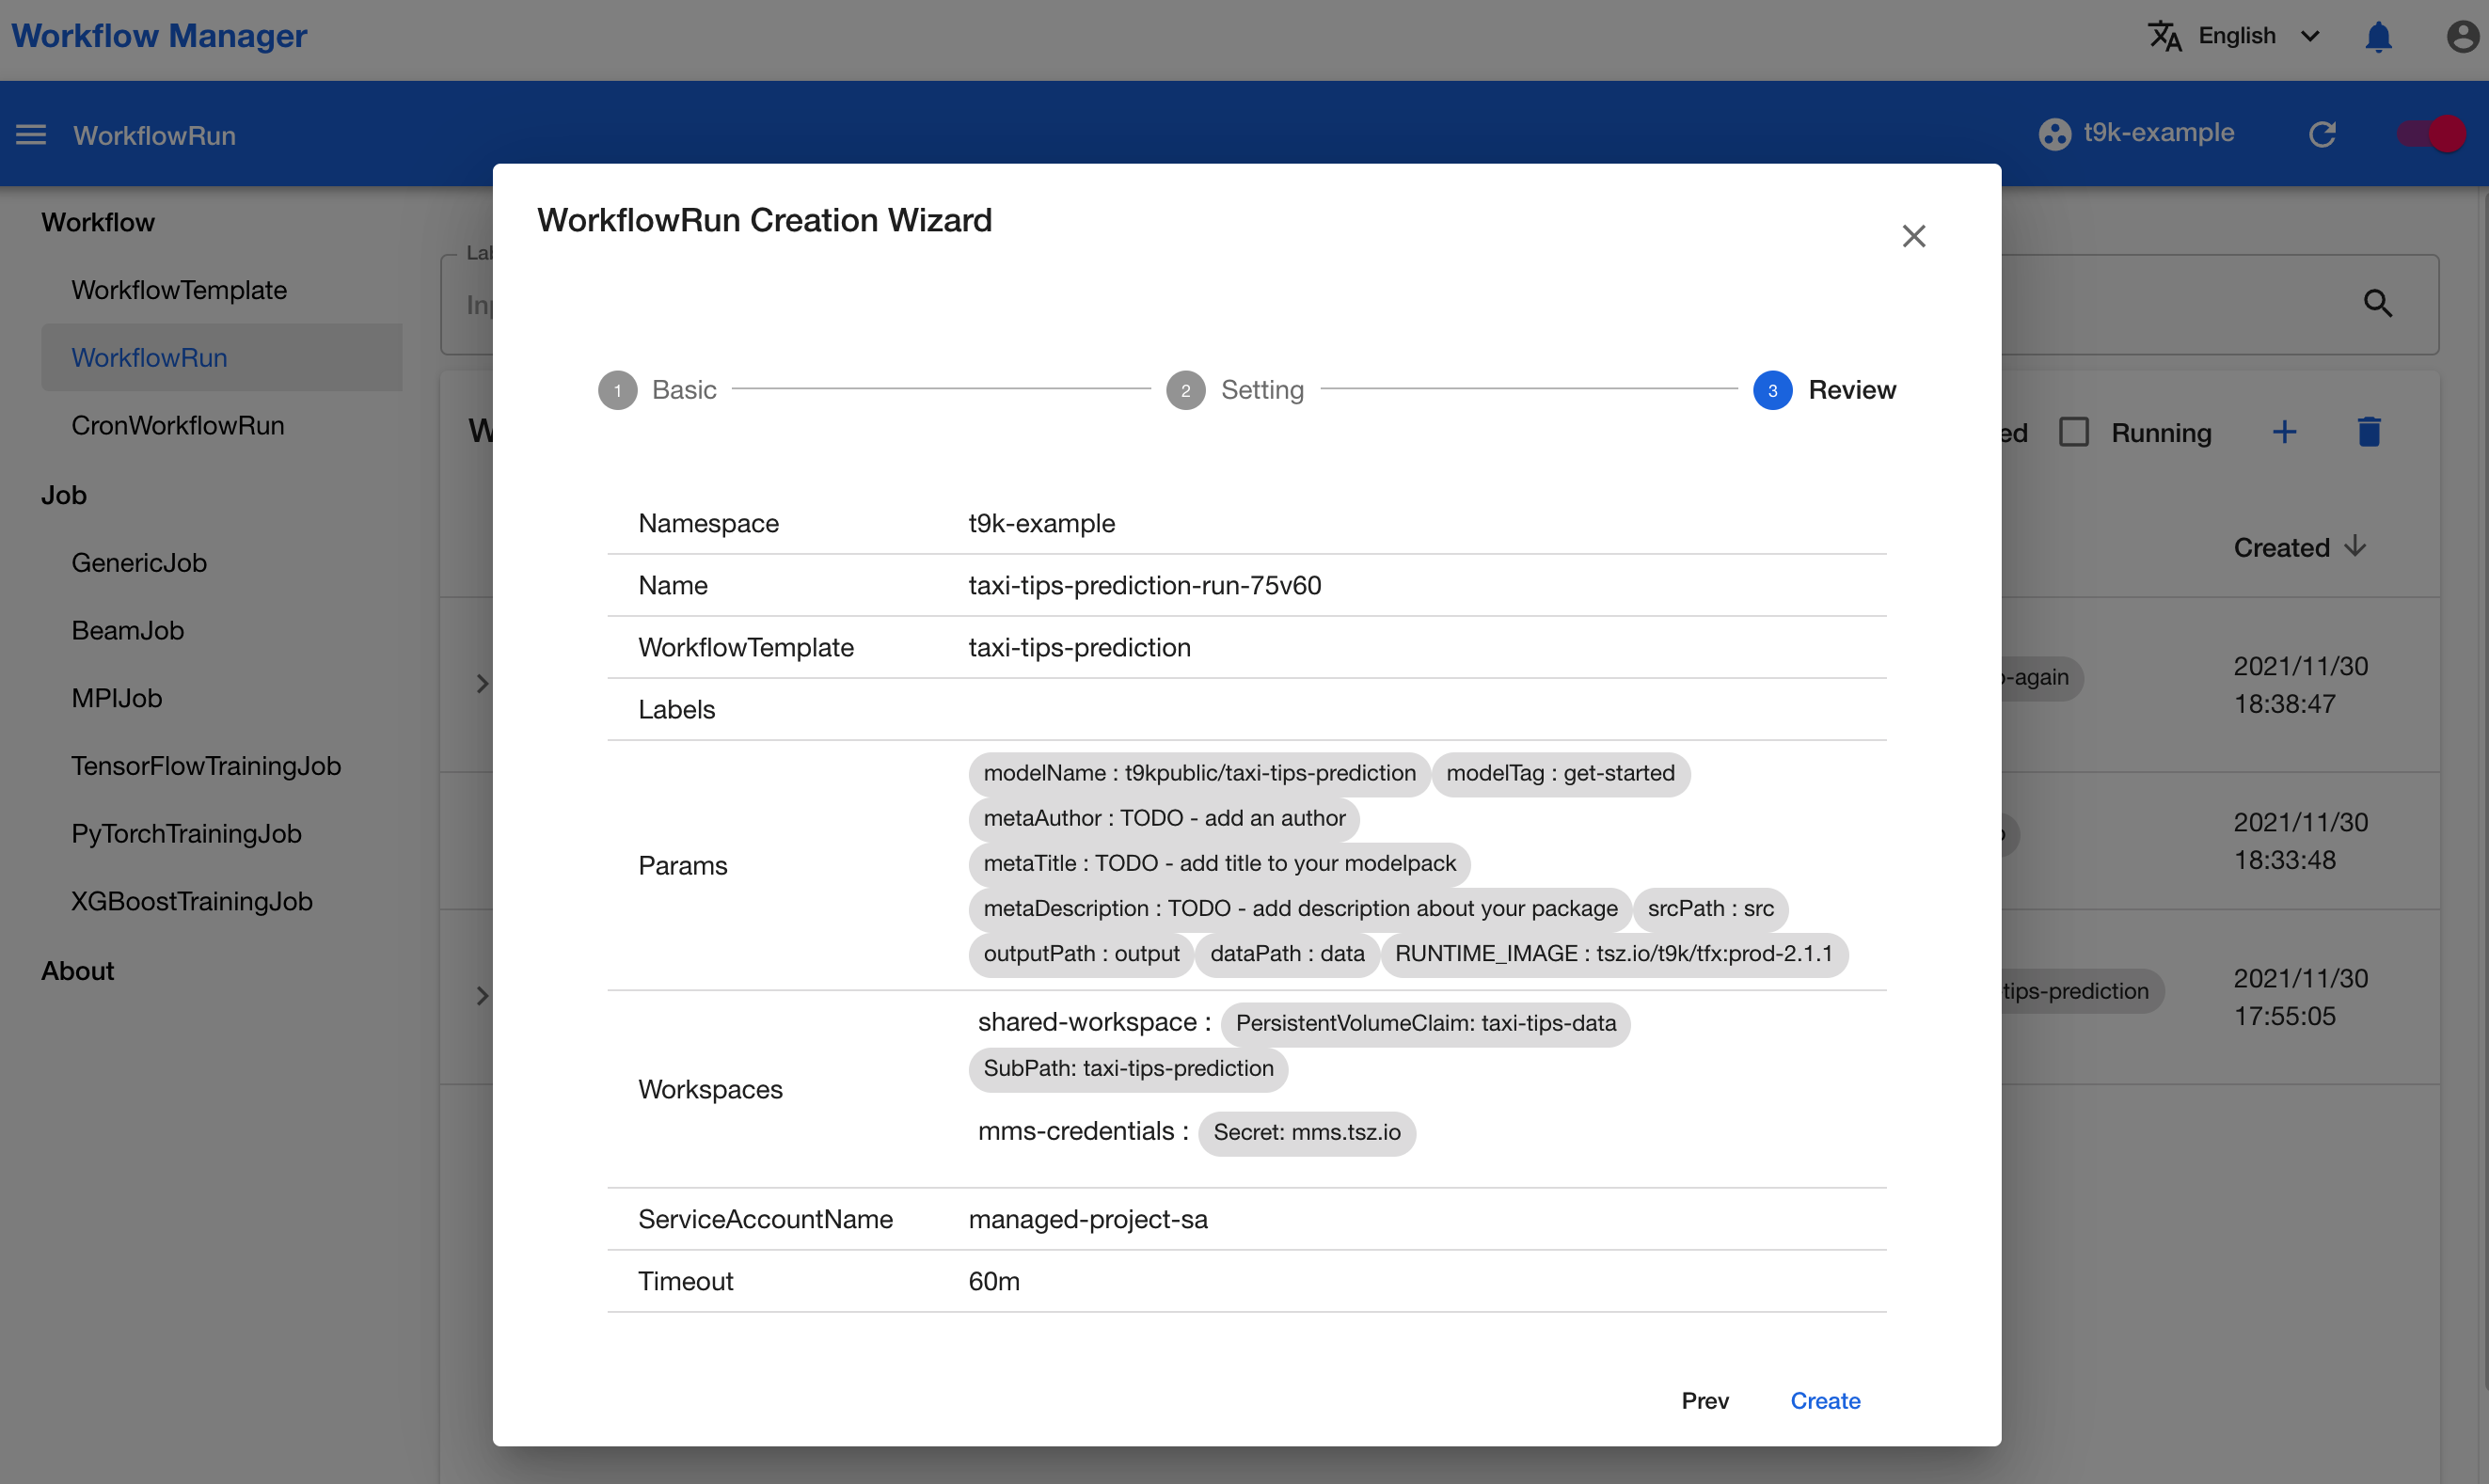 Workflow Manager
English
WorkflowRun
t9k-example
Workflow
WorkflowTemplate
WorkflowRun
CronWorkflowRun
Job
GenericJob
BeamJob
MPIJob
TensorFlowTrainingJob
PyTorchTrainingJob
XGBoostTrainingJob
About
WorkflowRun Creation Wizard
1 Basic
2 Setting
3 Review
Namespace t9k-example
Name taxi-tips-prediction-run-75v60
WorkflowTemplate taxi-tips-prediction
Labels
Params
modelName : t9kpublic/taxi-tips-prediction modelTag : get-started
metaAuthor : TODO - add an author
metaTitle : TODO - add title to your modelpack
metaDescription : TODO - add description about your package srcPath : src
outputPath : output dataPath : data RUNTIME_IMAGE : tsz.io/t9k/tfx:prod-2.1.1
Workspaces
shared-workspace : PersistentVolumeClaim: taxi-tips-data
SubPath: taxi-tips-prediction
mms-credentials : Secret: mms.tsz.io
ServiceAccountName managed-project-sa
Timeout 60m
Prev Create
Running
Created
-again
2021/11/30
18:38:47
2021/11/30
18:33:48
tips-prediction
2021/11/30
17:55:05